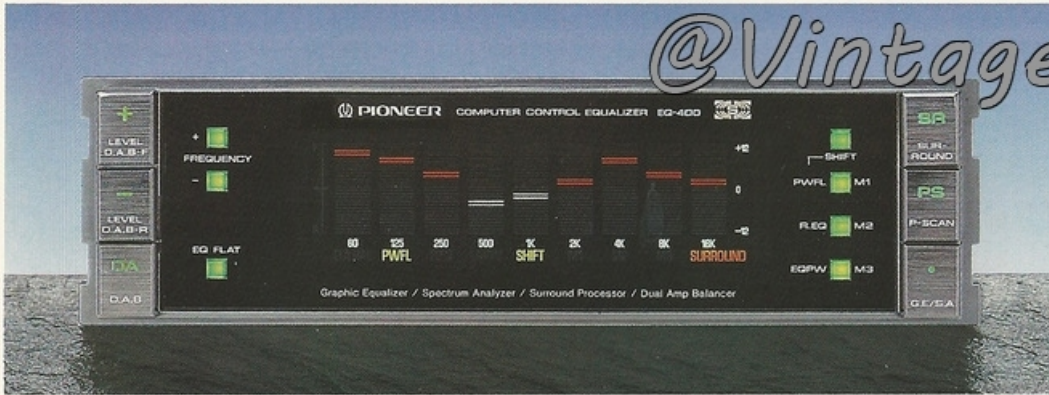 @Vintage
PIONEER COMPUTER CONTROL EQUALIZER EQ-400
+
LEVEL
D.A.B-F
-
LEVEL
D.A.B-R
DA
D.A.B
+
FREQUENCY
-
EQ FLAT
+12
0
-12
60 125 250 500 1K 2K 4K 8K 16K
PWFL SHIFT SURROUND
Graphic Equalizer / Spectrum Analyzer / Surround Processor / Dual Amp Balancer
SHIFT
PWFL M1
R.EQ M2
EQPW M3
SR
SUR-
ROUND
PS
P-SCAN
G.E/S.A